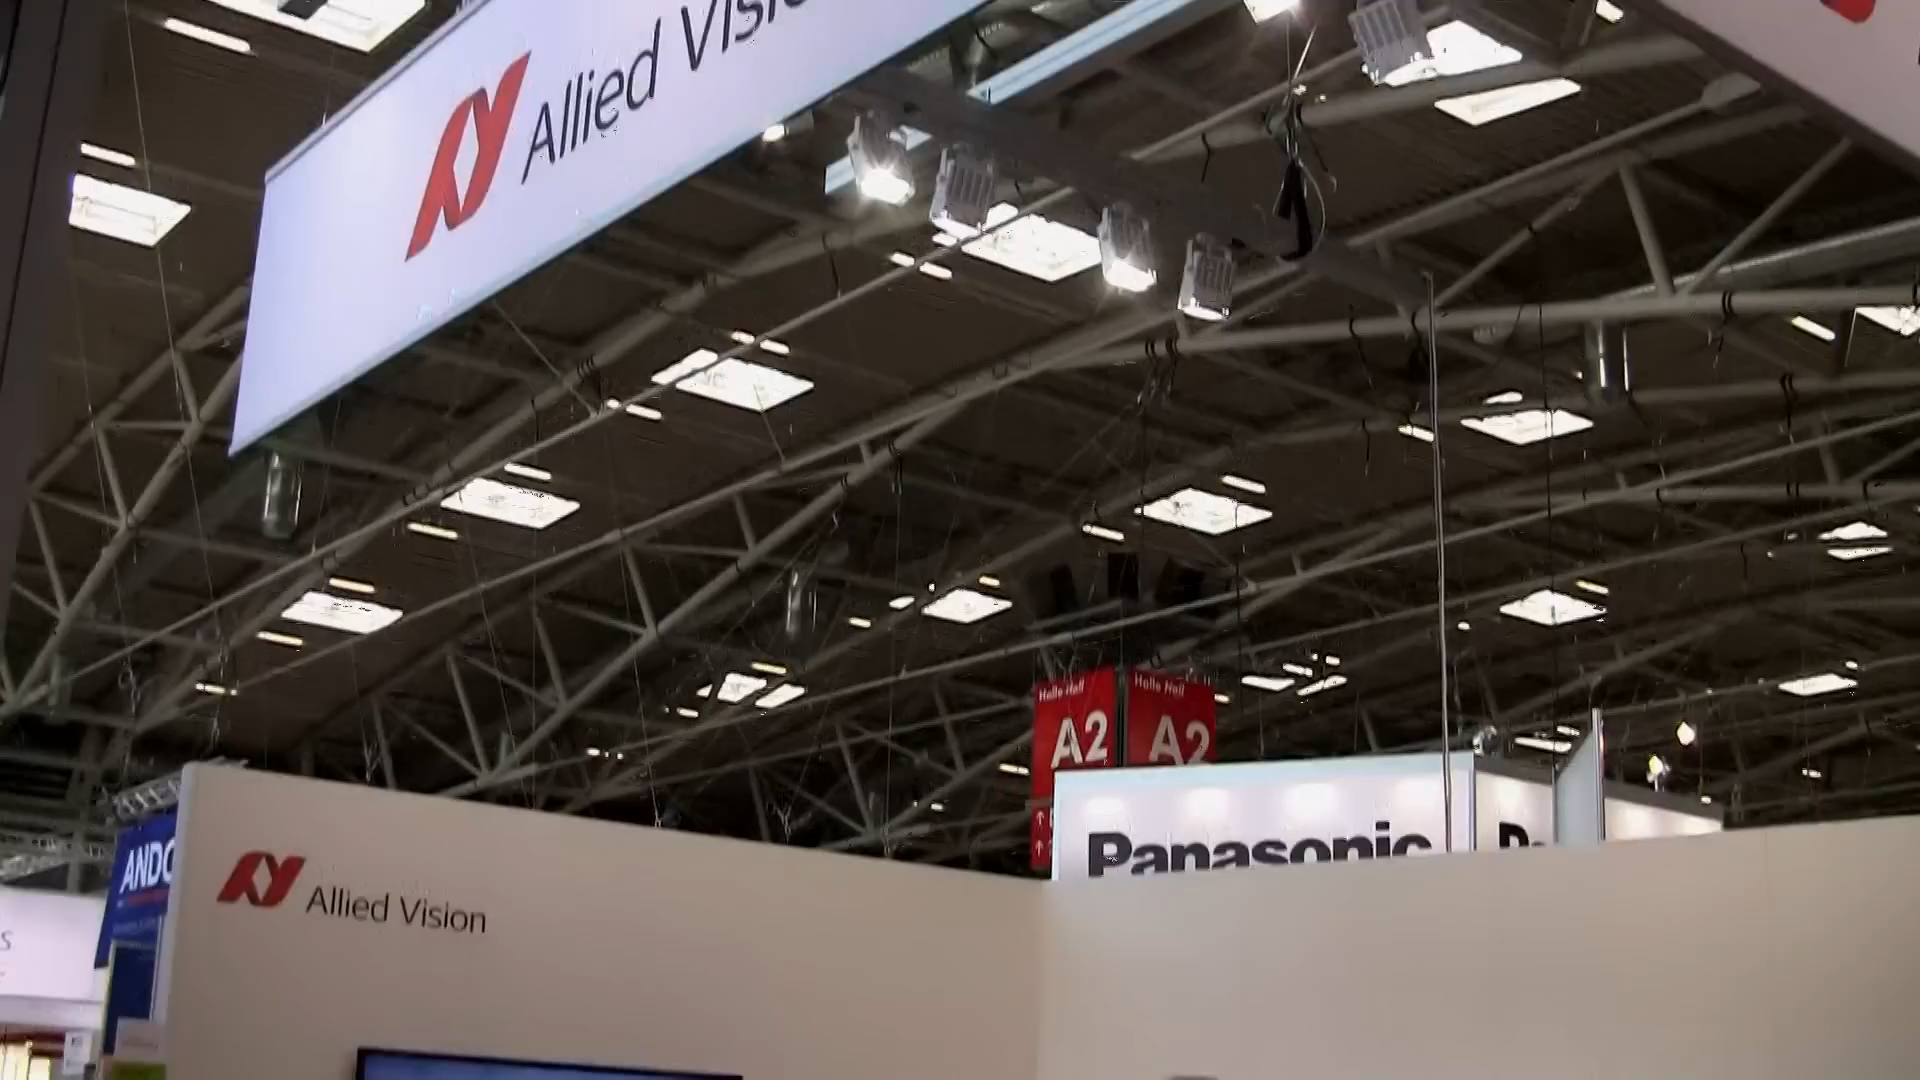 Allied Visio
Halle Hall
A2
Halle Hall
A2
Panasonic
ANDO
Allied Vision
S